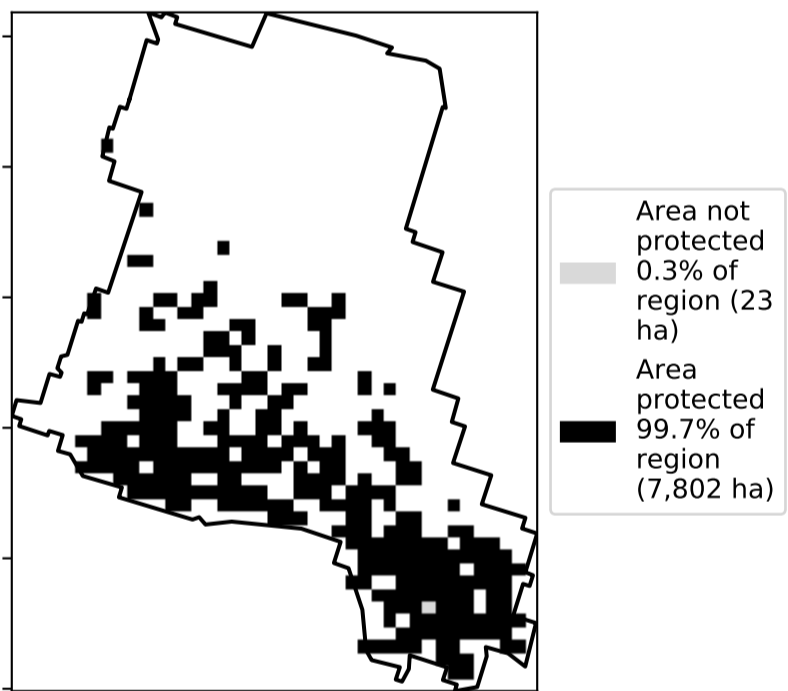 Area not
protected
0.3% of
region (23
ha)
Area
protected
99.7% of
region
(7,802 ha)